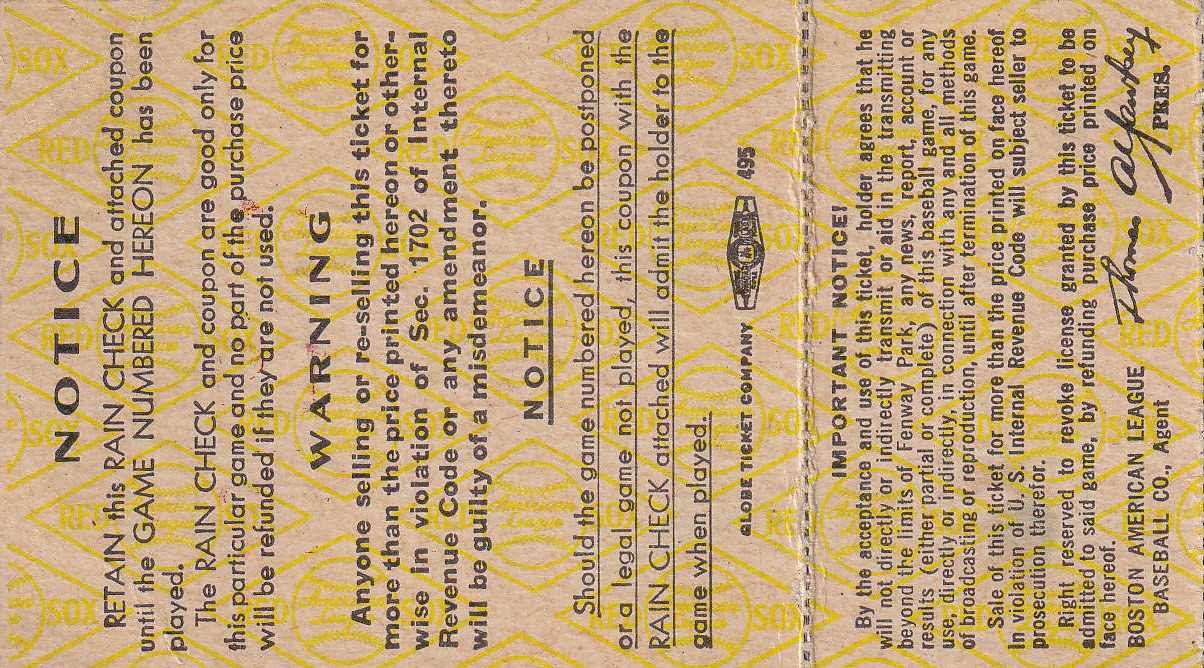 NOTICE
RETAIN this RAIN CHECK and attached coupon
until the GAME NUMBERED HEREON has been
played.
The RAIN CHECK and coupon are good only for
this particular game and no part of the purchase price
will be refunded if they are not used.
WARNING
Anyone selling or re-selling this ticket for
more than the price printed hereon or other-
wise in violation of Sec. 1702 of Internal
Revenue Code or any amendment thereto
will be guilty of a misdemeanor.
NOTICE
Should the game numbered hereon be postponed
or a legal game not played, this coupon with the
RAIN CHECK attached will admit the holder to the
game when played.
GLOBE TICKET COMPANY 495
IMPORTANT NOTICE!
By the acceptance and use of this ticket, holder agrees that he
will not directly or indirectly transmit or aid in the transmitting
beyond the limits of Fenway Park, any news, report, account or
results (either partial or complete) of this baseball game, for any
use, directly or indirectly, in connection with any and all methods
of broadcasting or reproduction, until after termination of this game.
Sale of this ticket for more than the price printed on face hereof
in violation of U. S. Internal Revenue Code will subject seller to
prosecution therefor.
Right reserved to revoke license granted by this ticket to be
admitted to said game, by refunding purchase price printed on
face hereof.
BOSTON AMERICAN LEAGUE
BASEBALL CO., Agent
Thomas A Yawkey
PRES.
RED SOX
American
League